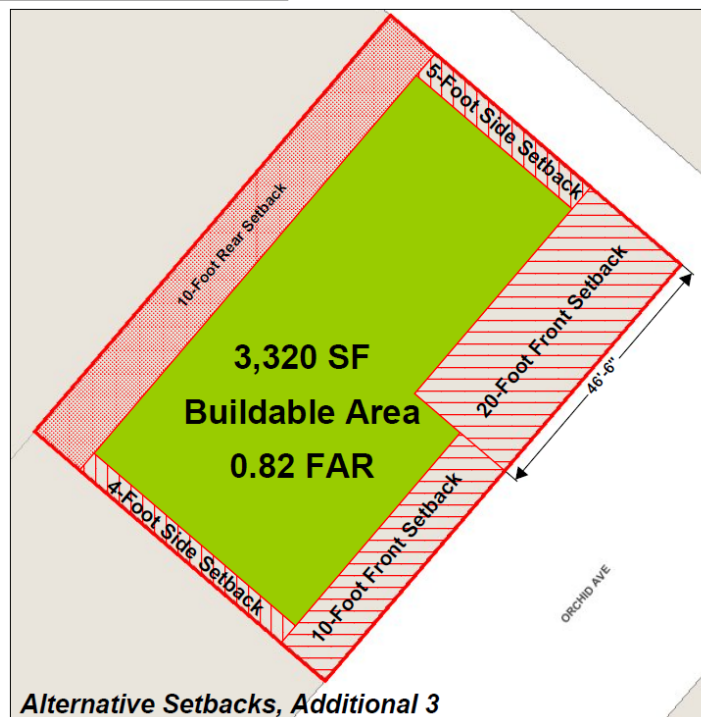 5-Foot Side Setback
10-Foot Rear Setback
20-Foot Front Setback
46'-6"
3,320 SF
Buildable Area
0.82 FAR
4-Foot Side Setback
10-Foot Front Setback
ORCHID AVE
Alternative Setbacks, Additional 3